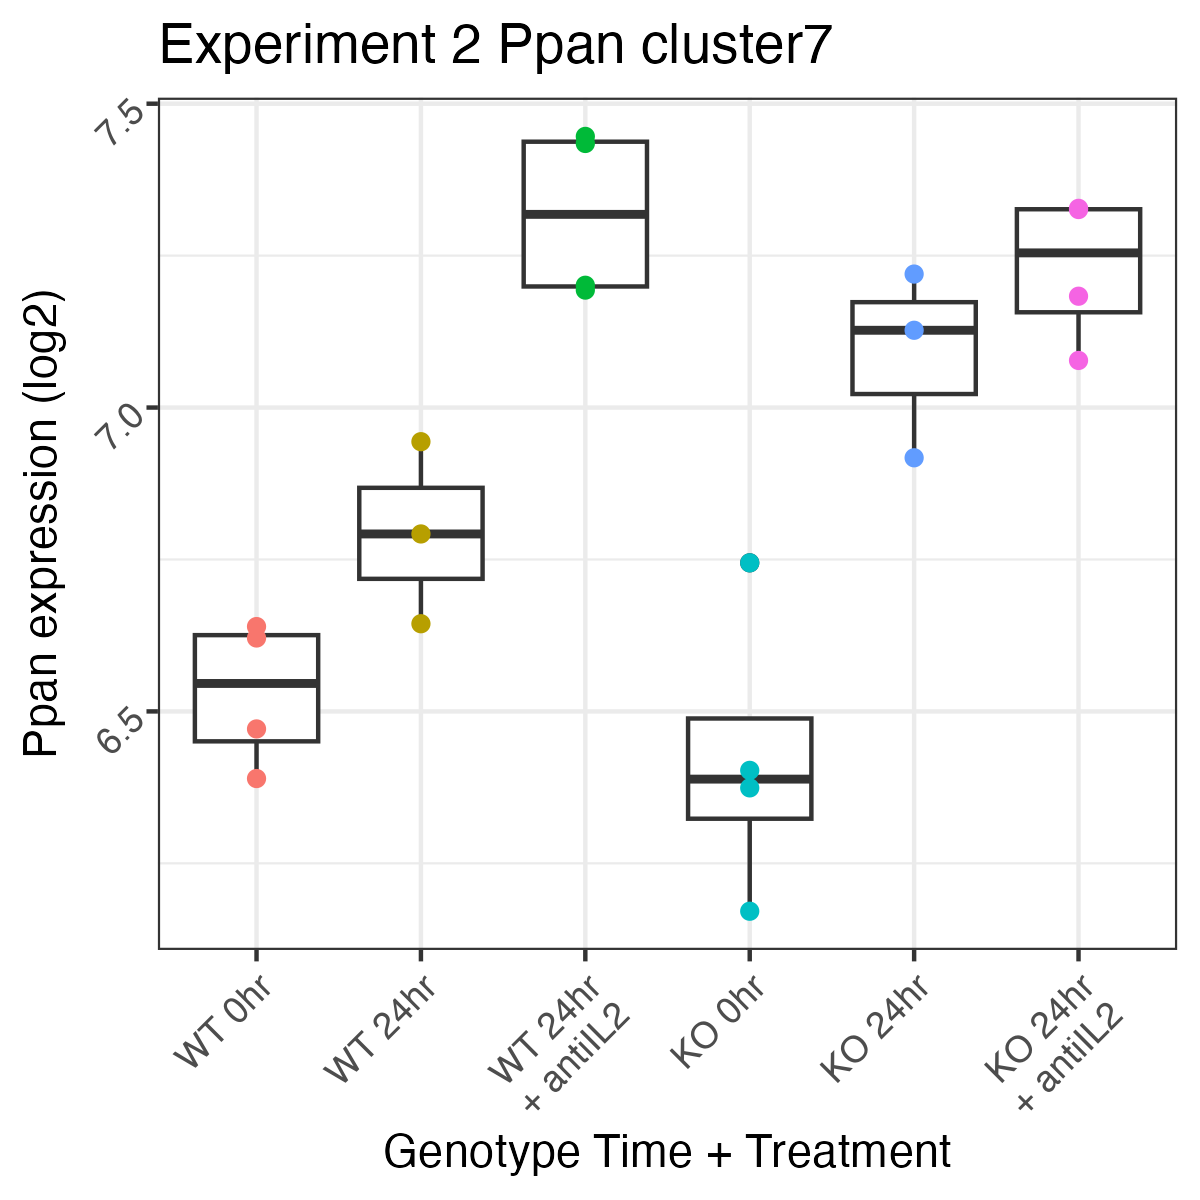 Experiment 2 Ppan cluster7
Ppan expression (log2)
7.5
7.0
6.5
WT 0hr
WT 24hr
WT 24hr
+ antiIL2
KO 0hr
KO 24hr
KO 24hr
+ antiIL2
Genotype Time + Treatment